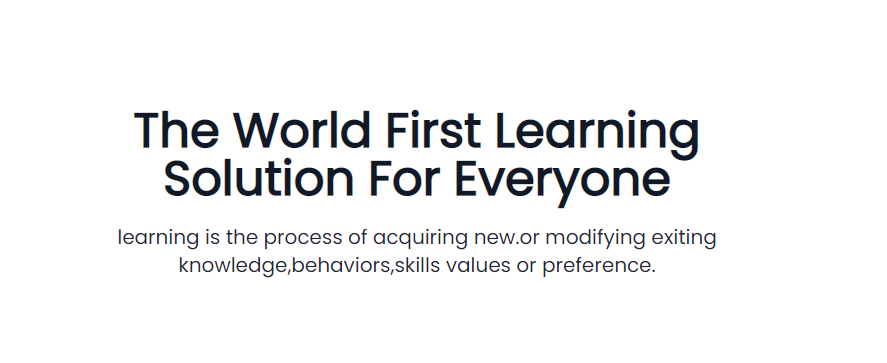 The World First Learning
Solution For Everyone
learning is the process of acquiring new.or modifying exiting
knowledge,behaviors,skills values or preference.